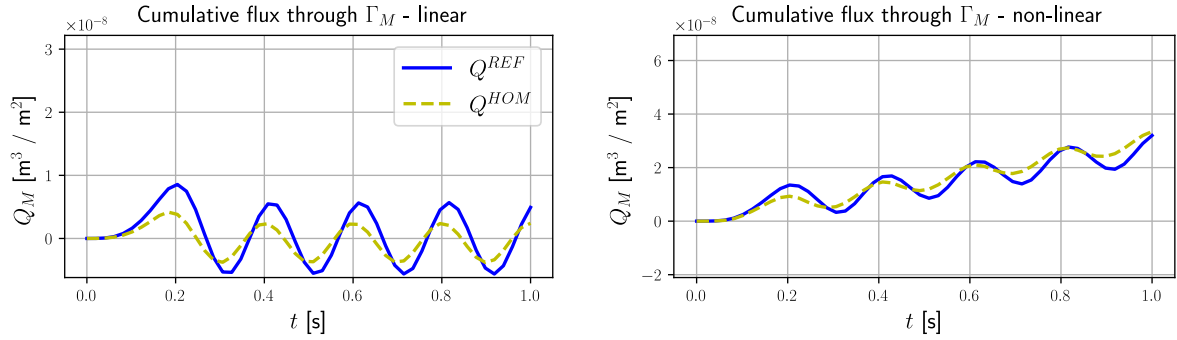 Cumulative flux through Γ_M - linear
×10⁻⁸
3
2
1
0
Q_M [m³ / m²]
Q^{REF}
Q^{HOM}
0.0 0.2 0.4 0.6 0.8 1.0
t [s]
Cumulative flux through Γ_M - non-linear
×10⁻⁸
6
4
2
0
−2
Q_M [m³ / m²]
0.0 0.2 0.4 0.6 0.8 1.0
t [s]